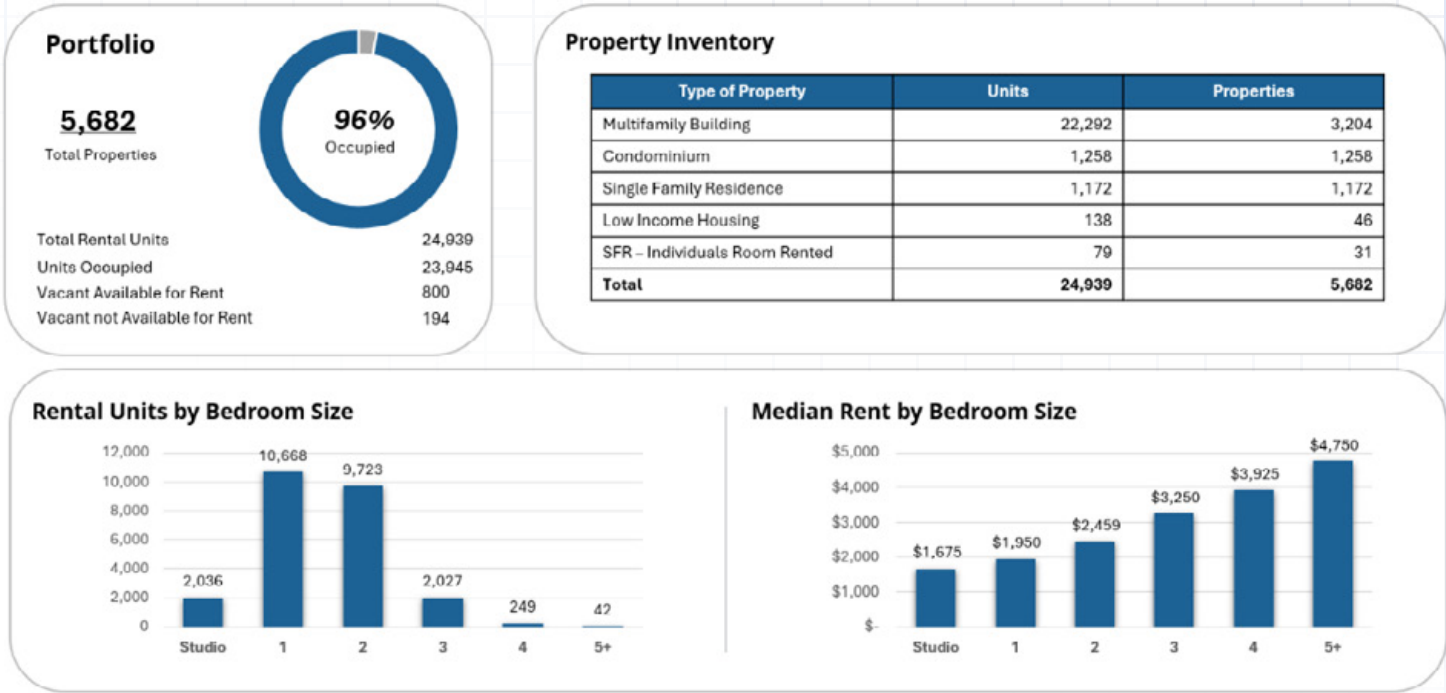 Portfolio
5,682
Total Properties
96%
Occupied
Total Rental Units 24,939
Units Occupied 23,945
Vacant Available for Rent 800
Vacant not Available for Rent 194
Property Inventory
Type of Property Units Properties
Multifamily Building 22,292 3,204
Condominium 1,258 1,258
Single Family Residence 1,172 1,172
Low Income Housing 138 46
SFR – Individuals Room Rented 79 31
Total 24,939 5,682
Rental Units by Bedroom Size
12,000
10,000
8,000
6,000
4,000
2,000
0
2,036
10,668
9,723
2,027
249
42
Studio 1 2 3 4 5+
Median Rent by Bedroom Size
$5,000
$4,000
$3,000
$2,000
$1,000
$-
$1,675
$1,950
$2,459
$3,250
$3,925
$4,750
Studio 1 2 3 4 5+